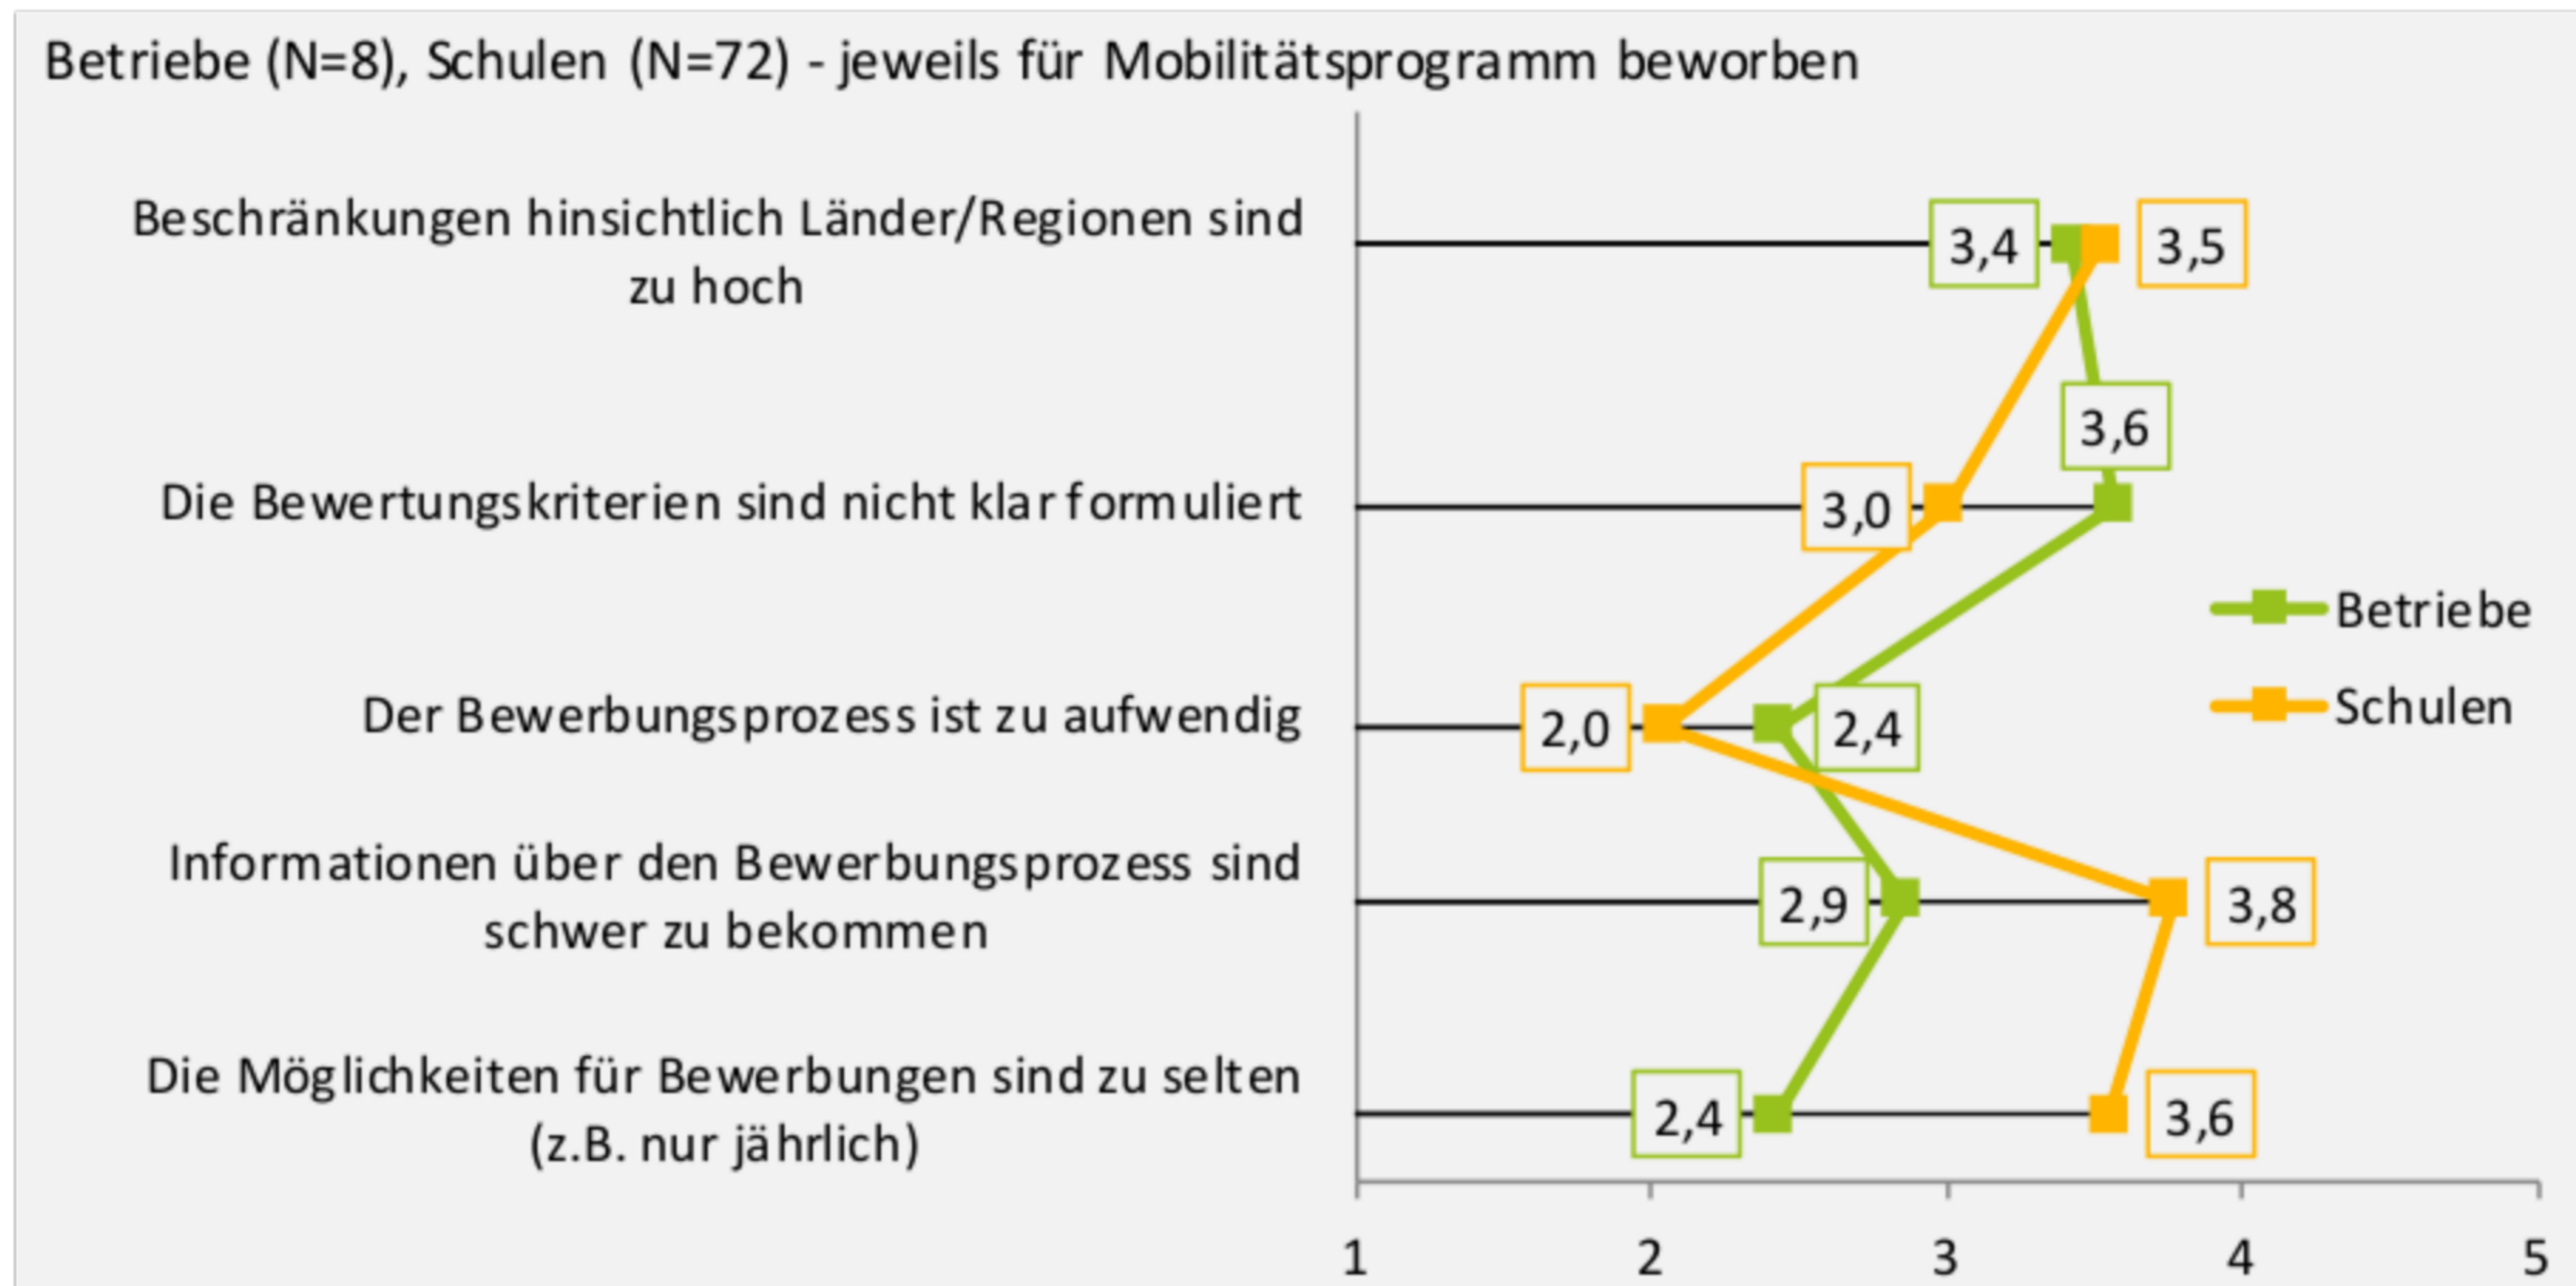 Betriebe (N=8), Schulen (N=72) - jeweils für Mobilitätsprogramm beworben
Beschränkungen hinsichtlich Länder/Regionen sind
zu hoch
3,4
3,5
3,6
Die Bewertungskriterien sind nicht klar formuliert
3,0
Betriebe
Schulen
Der Bewerbungsprozess ist zu aufwendig
2,0
2,4
Informationen über den Bewerbungsprozess sind
schwer zu bekommen
2,9
3,8
Die Möglichkeiten für Bewerbungen sind zu selten
(z.B. nur jährlich)
2,4
3,6
1 2 3 4 5